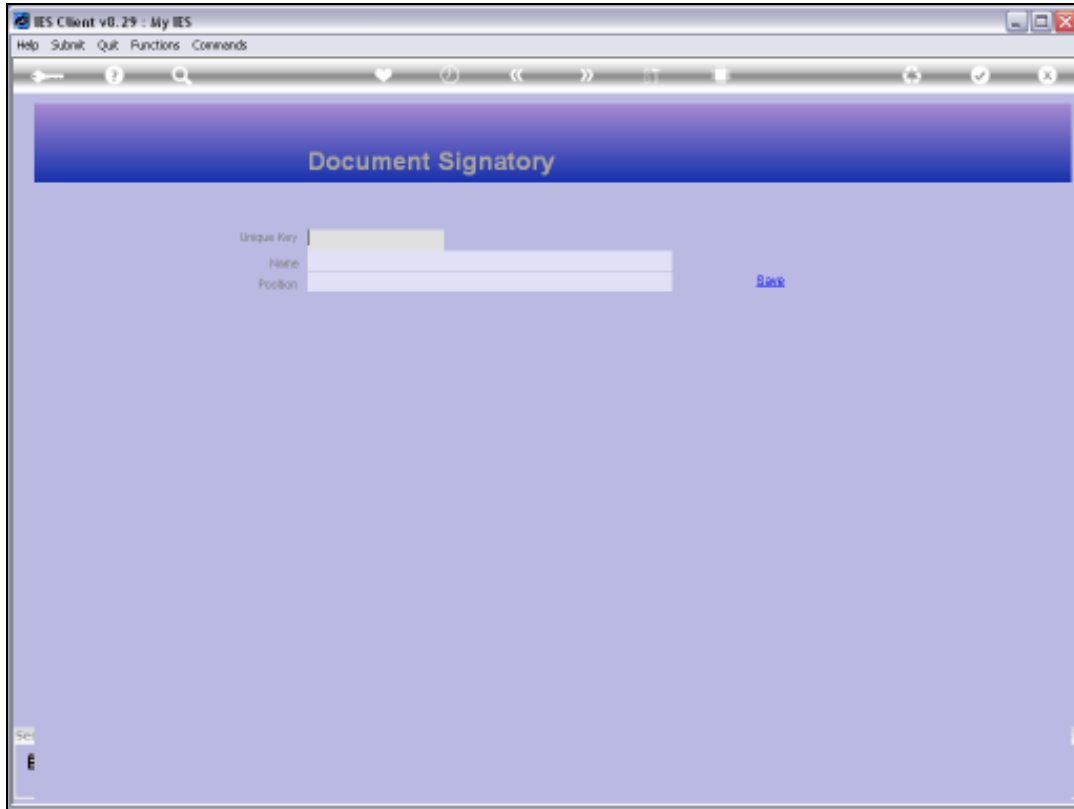 IES Client v8.29 : My IES
Help Submit Quit Functions Commands
Document Signatory
Unique Key
Name
Position
Save